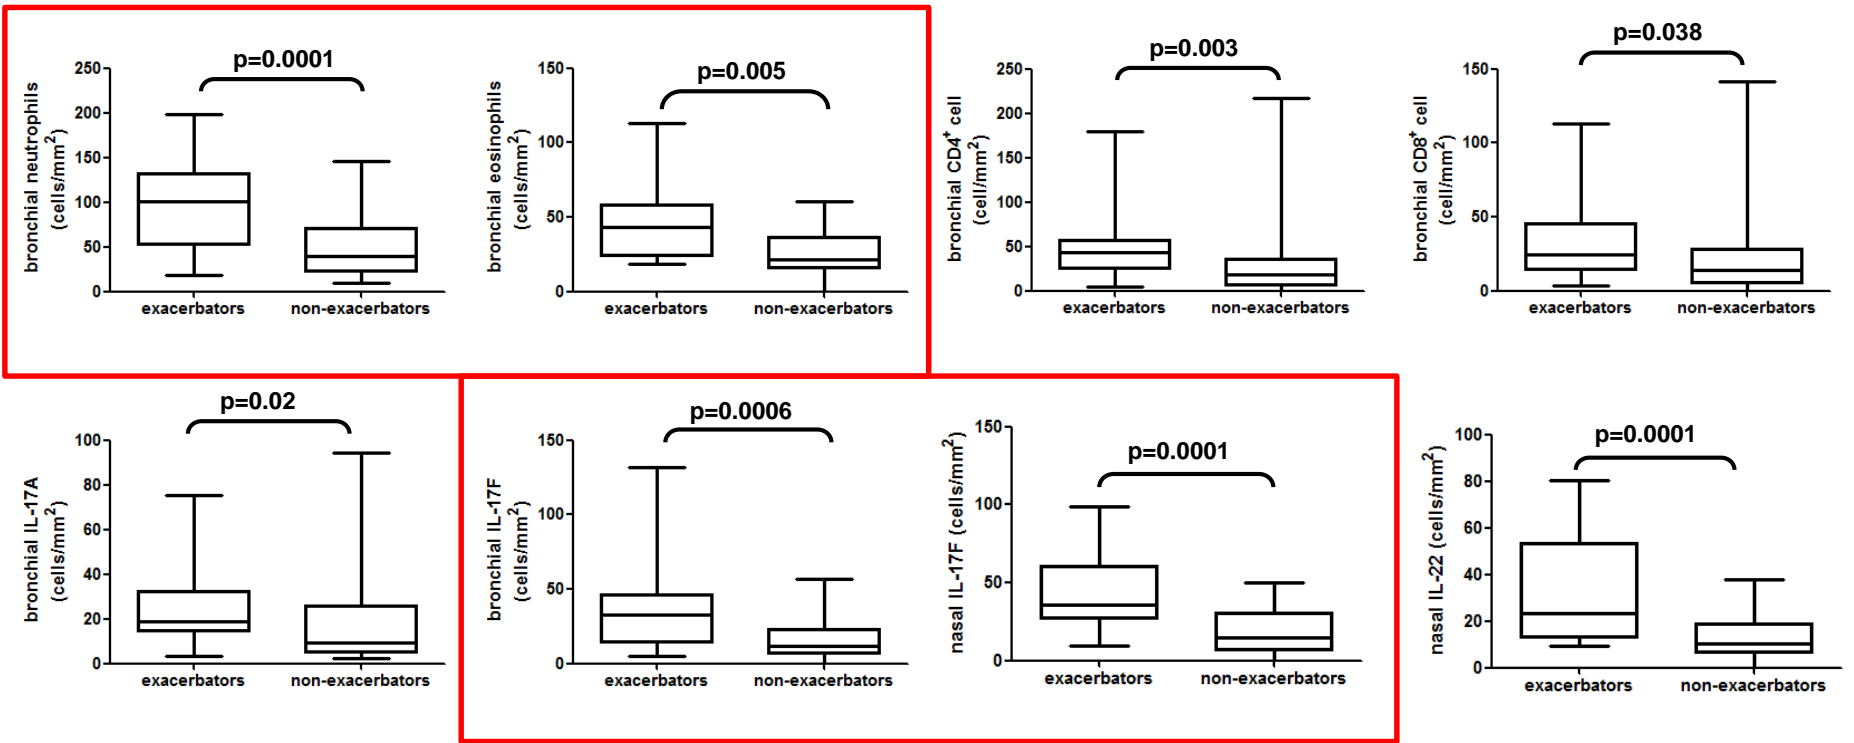 p=0.0001
bronchial neutrophils
(cells/mm²)
250
200
150
100
50
0
exacerbators non-exacerbators
p=0.005
bronchial eosinophils
(cells/mm²)
150
100
50
0
exacerbators non-exacerbators
p=0.003
bronchial CD4⁺ cell
(cell/mm²)
250
200
150
100
50
0
exacerbators non-exacerbators
p=0.038
bronchial CD8⁺ cell
(cell/mm²)
150
100
50
0
exacerbators non-exacerbators
p=0.02
bronchial IL-17A
(cells/mm²)
100
80
60
40
20
0
exacerbators non-exacerbators
p=0.0006
bronchial IL-17F
(cells/mm²)
150
100
50
0
exacerbators non-exacerbators
p=0.0001
nasal IL-17F (cells/mm²)
150
100
50
0
exacerbators non-exacerbators
p=0.0001
nasal IL-22 (cells/mm²)
100
80
60
40
20
0
exacerbators non-exacerbators